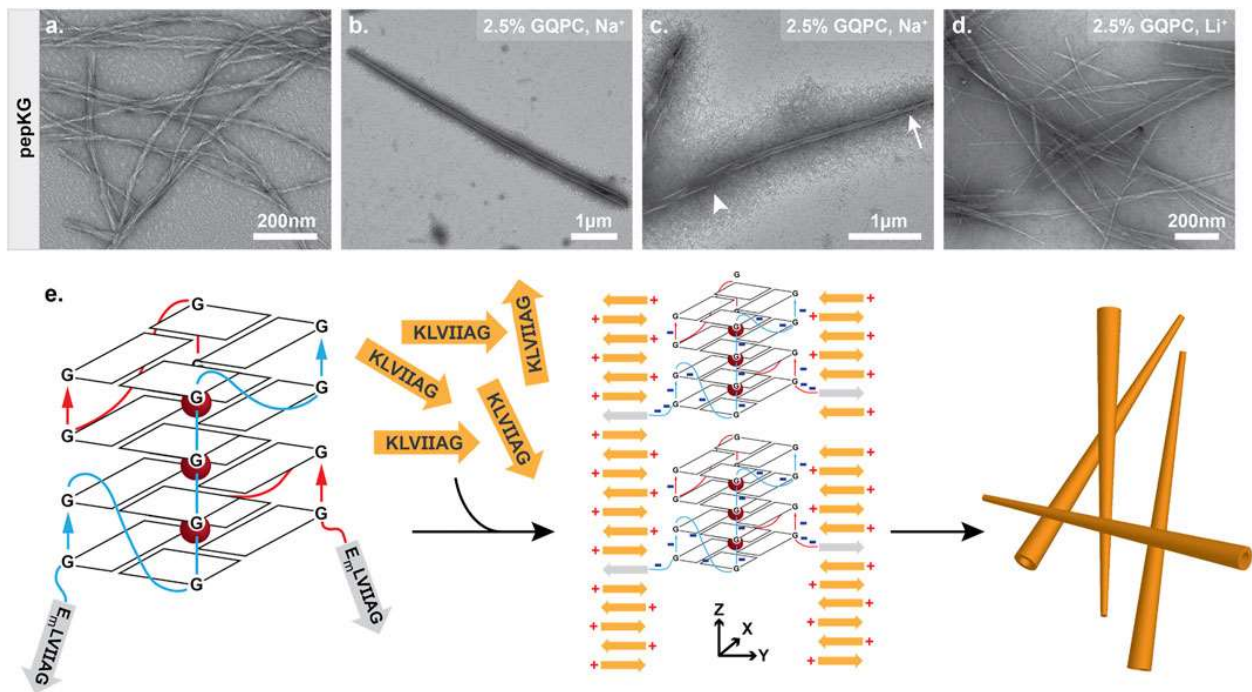 pepKG
a.
200nm
b.
2.5% GQPC, Na⁺
1μm
c.
2.5% GQPC, Na⁺
1μm
d.
2.5% GQPC, Li⁺
200nm
e.
G
G
G
G
G
G
G
G
G
G
G
G
G
G
EₘLVIIAG
EₘLVIIAG
KLVIIAG
KLVIIAG
KLVIIAG
KLVIIAG
KLVIIAG
Z
X
Y